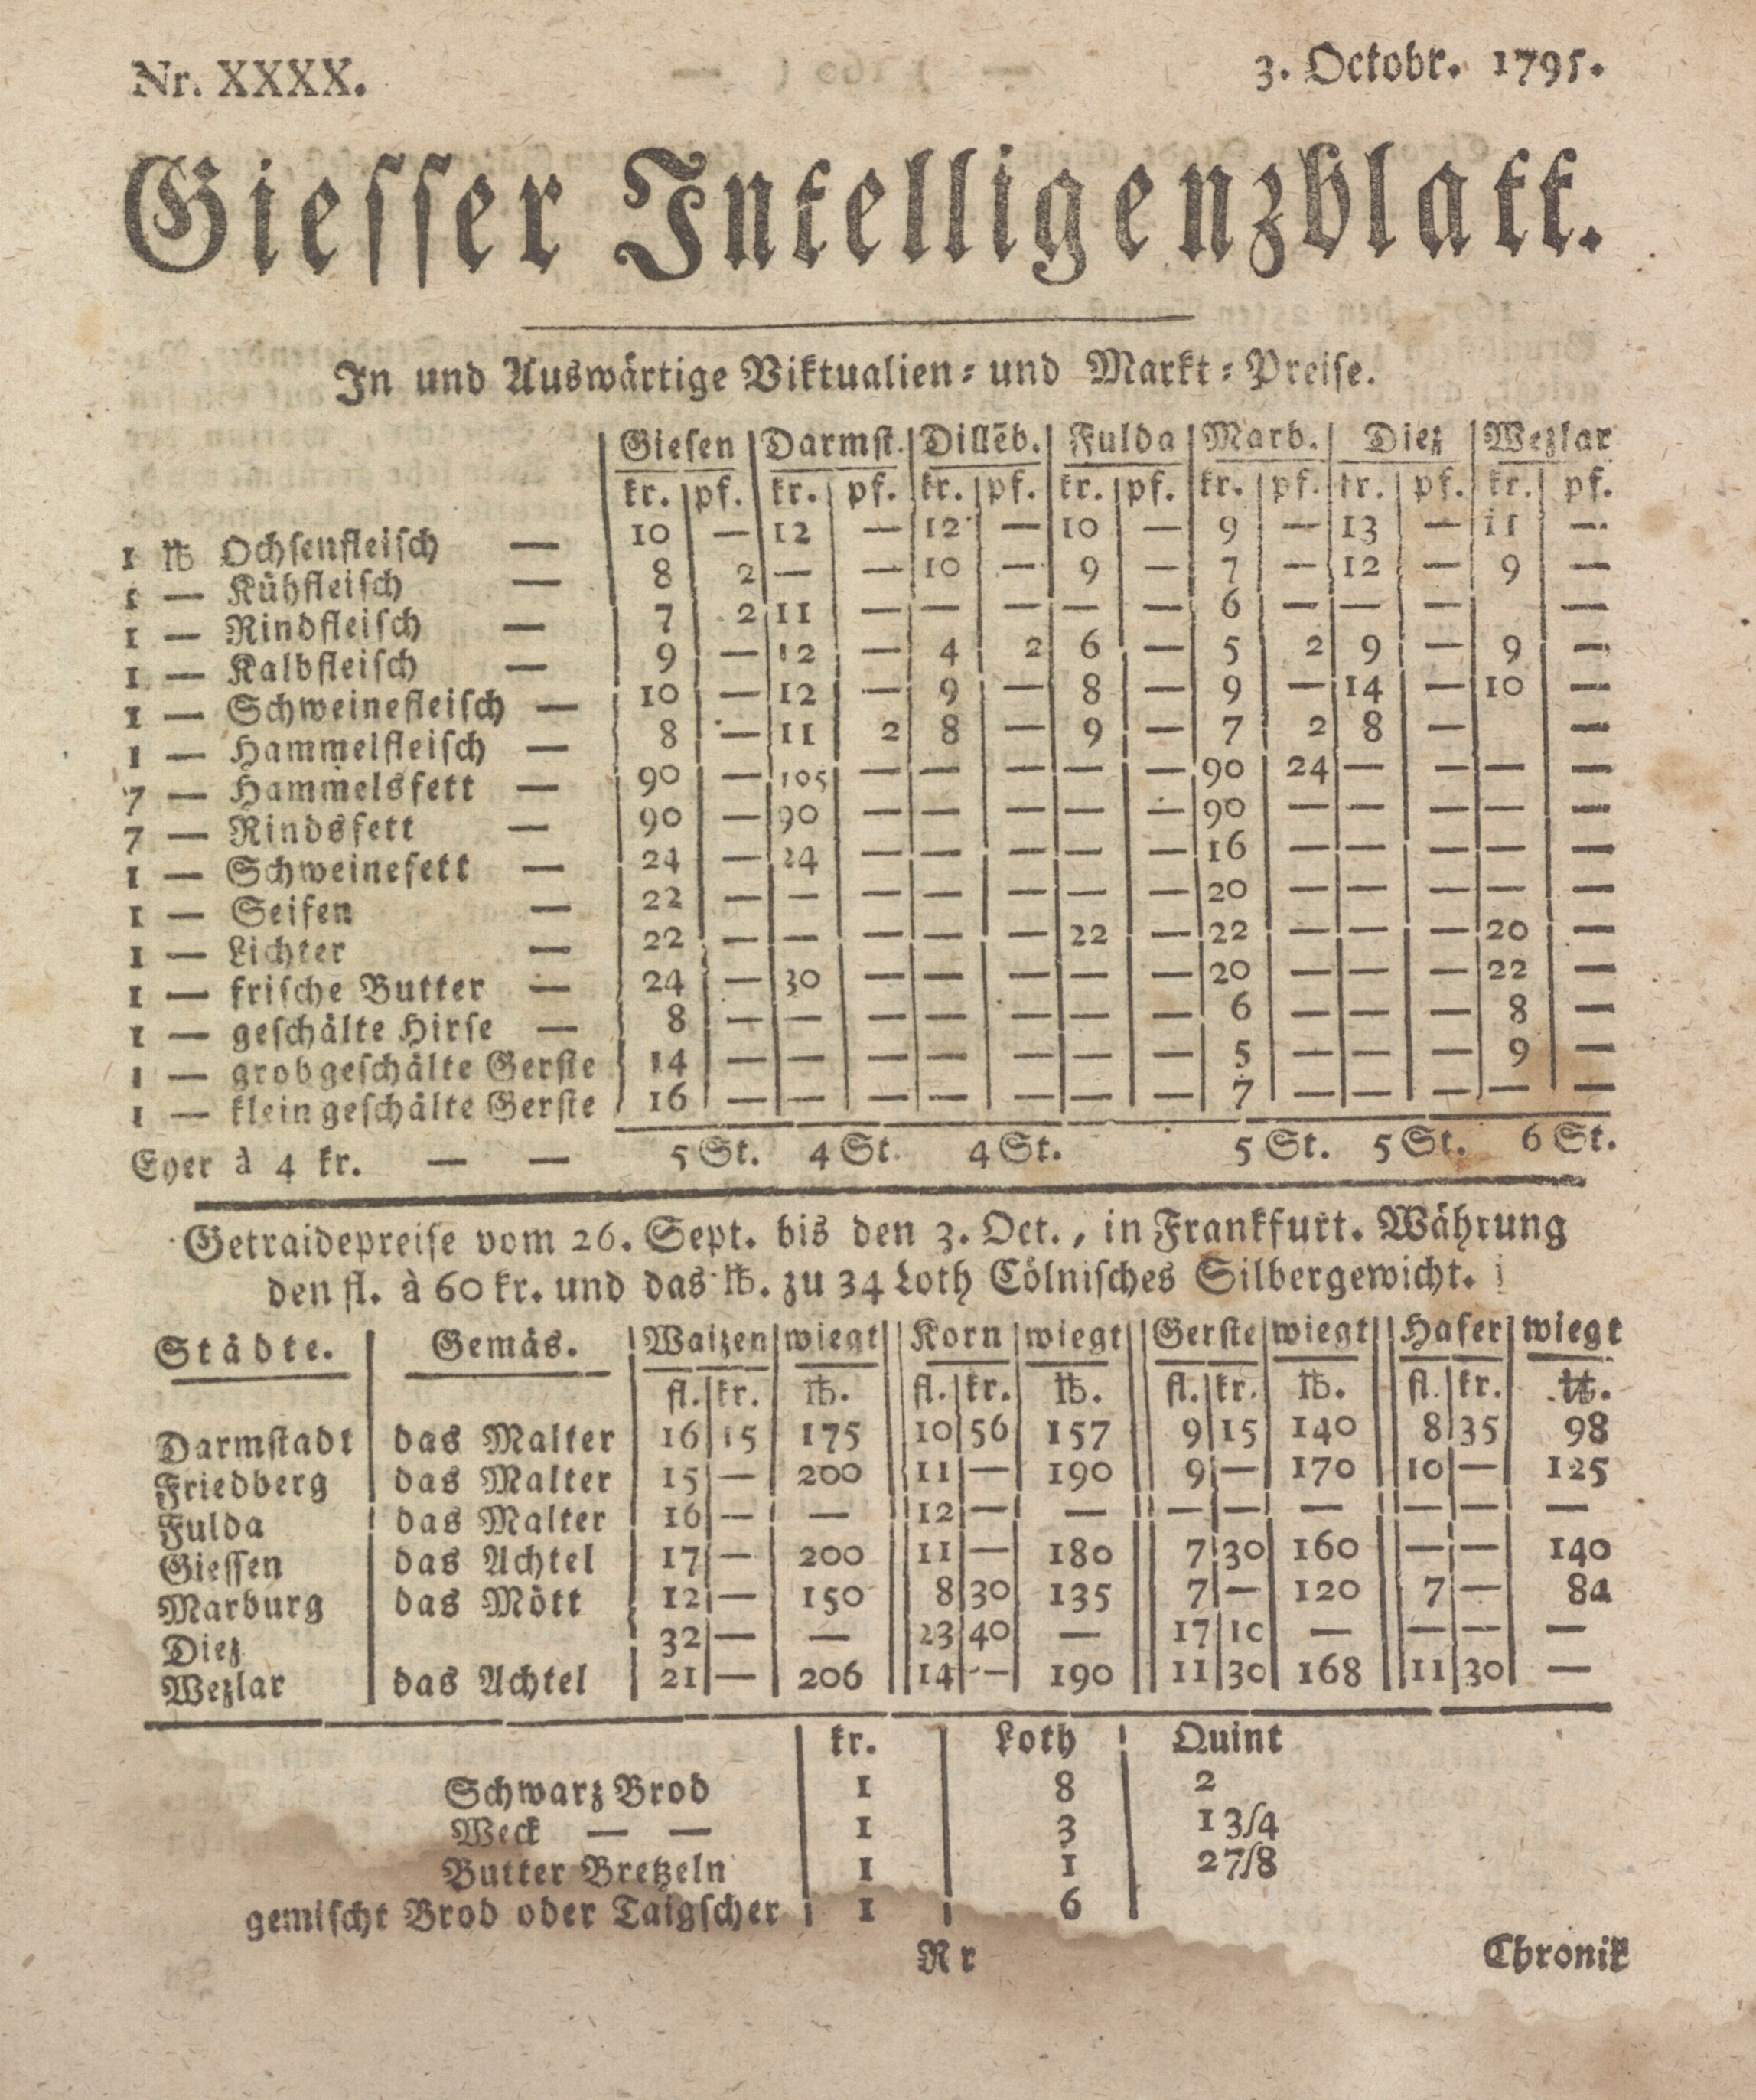 Nr. XXXX. 3. Octobr. 1795.
Giesser Intelligenzblatt.
In und Auswärtige Viktualien- und Markt-Preise.
Giesen Darmst. Dillēb. Fulda Marb. Diez Wezlar
kr. pf. kr. pf. kr. pf. kr. pf. kr. pf. kr. pf. kr. pf.
1 ℔ Ochsenfleisch — 10 — 12 — 12 — 10 — 9 — 13 — 11 —
1 — Kühfleisch — 8 2 — — 10 — 9 — 7 — 12 — 9 —
1 — Rindfleisch — 7 2 11 — — — — — 6 — — — —
1 — Kalbfleisch — 9 — 12 — 4 2 6 — 5 2 9 — 9 —
1 — Schweinefleisch — 10 — 12 — 9 — 8 — 9 — 14 — 10 —
1 — Hammelfleisch — 8 — 11 2 8 — 9 — 7 2 8 — —
7 — Hammelsfett — 90 — 105 — — — — — 90 24 — — — —
7 — Rindsfett — 90 — 90 — — — — — 90 — — — — —
1 — Schweinefett — 24 — 24 — — — — — 16 — — — — —
1 — Seifen — 22 — — — — — — — 20 — — — — —
1 — Lichter — 22 — — — — — 22 — 22 — — — 20 —
1 — frische Butter — 24 — 30 — — — — — 20 — — — 22 —
1 — geschälte Hirse — 8 — — — — — — — 6 — — — 8 —
1 — grob geschälte Gerste 14 — — — — — — — 5 — — — 9 —
1 — klein geschälte Gerste 16 — — — — — — — 7 — — — — —
Eyer à 4 kr. — — 5 St. 4 St. 4 St. 5 St. 5 St. 6 St.
Getraidepreise vom 26. Sept. bis den 3. Oct., in Frankfurt. Währung
den fl. à 60 kr. und das ℔. zu 34 Loth Cölnisches Silbergewicht.
Städte. Gemäs. Waizen wiegt Korn wiegt Gerste wiegt Hafer wiegt
fl. kr. ℔. fl. kr. ℔. fl. kr. ℔. fl. kr. ℔.
Darmstadt das Malter 16 15 175 10 56 157 9 15 140 8 35 98
Friedberg das Malter 15 — 200 11 — 190 9 — 170 10 — 125
Fulda das Malter 16 — — 12 — — — — — — — —
Giessen das Achtel 17 — 200 11 — 180 7 30 160 — — 140
Marburg das Mött 12 — 150 8 30 135 7 — 120 7 — 84
Diez 32 — — 23 40 — 17 10 — — — —
Wezlar das Achtel 21 — 206 14 — 190 11 30 168 11 30 —
kr. Loth Quint
Schwarz Brod 1 8 2
Weck — — 1 3 1 3/4
Butter Bretzeln 1 1 2 7/8
gemischt Brod oder Taigscher 1 6
Rr Chronik